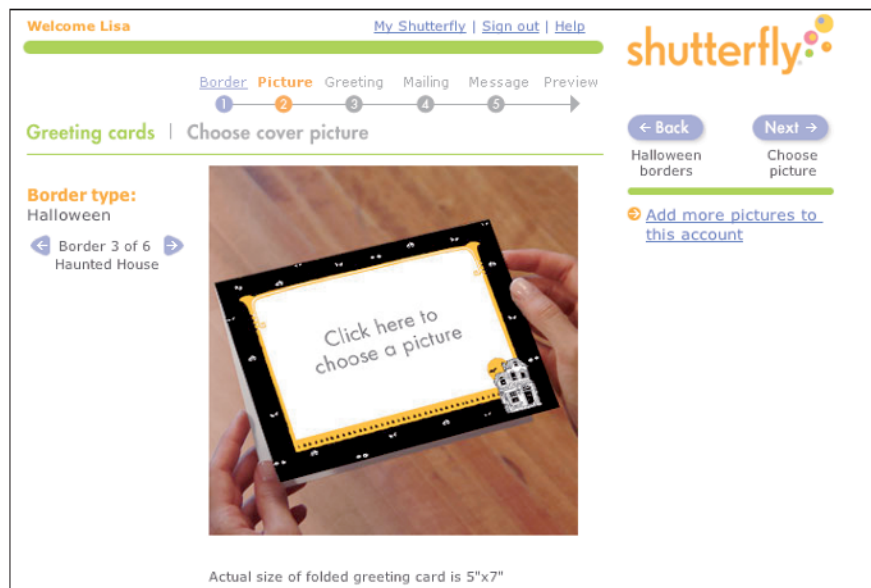 Welcome Lisa
My Shutterfly | Sign out | Help
shutterfly
Border Picture Greeting Mailing Message Preview
1 2 3 4 5
Greeting cards | Choose cover picture
← Back
Next →
Halloween
borders
Choose
picture
Border type:
Halloween
Border 3 of 6
Haunted House
Add more pictures to
this account
Click here to
choose a picture
Actual size of folded greeting card is 5"x7"